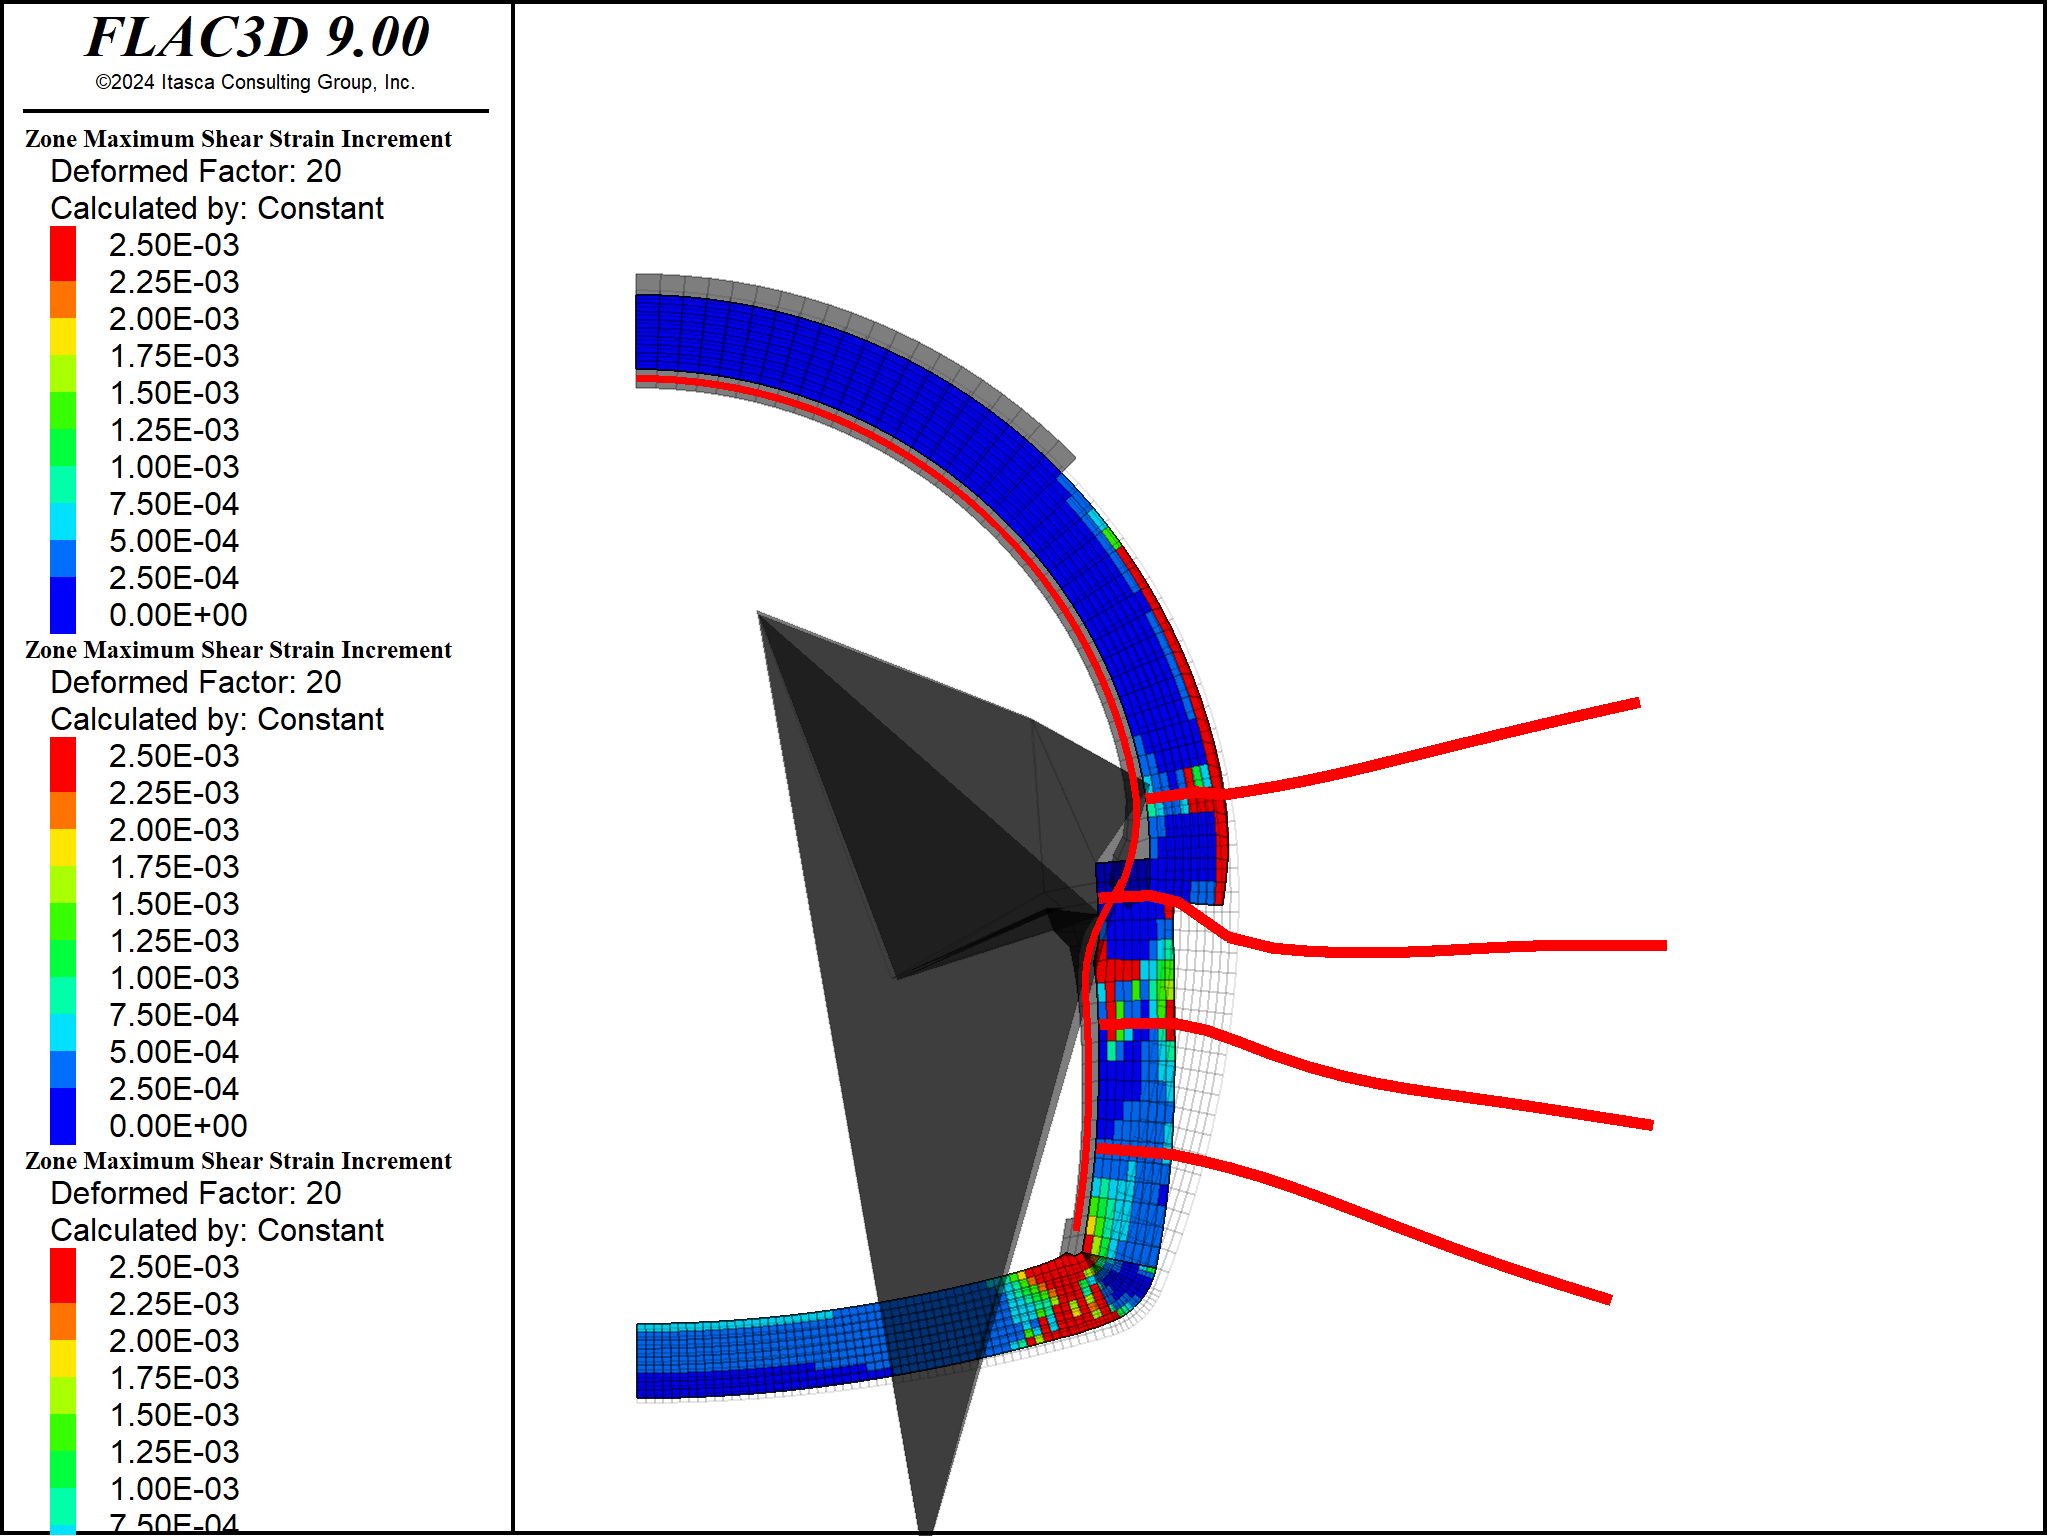 FLAC3D 9.00
©2024 Itasca Consulting Group, Inc.
Zone Maximum Shear Strain Increment
Deformed Factor: 20
Calculated by: Constant
2.50E-03
2.25E-03
2.00E-03
1.75E-03
1.50E-03
1.25E-03
1.00E-03
7.50E-04
5.00E-04
2.50E-04
0.00E+00
Zone Maximum Shear Strain Increment
Deformed Factor: 20
Calculated by: Constant
2.50E-03
2.25E-03
2.00E-03
1.75E-03
1.50E-03
1.25E-03
1.00E-03
7.50E-04
5.00E-04
2.50E-04
0.00E+00
Zone Maximum Shear Strain Increment
Deformed Factor: 20
Calculated by: Constant
2.50E-03
2.25E-03
2.00E-03
1.75E-03
1.50E-03
1.25E-03
1.00E-03
7.50E-04